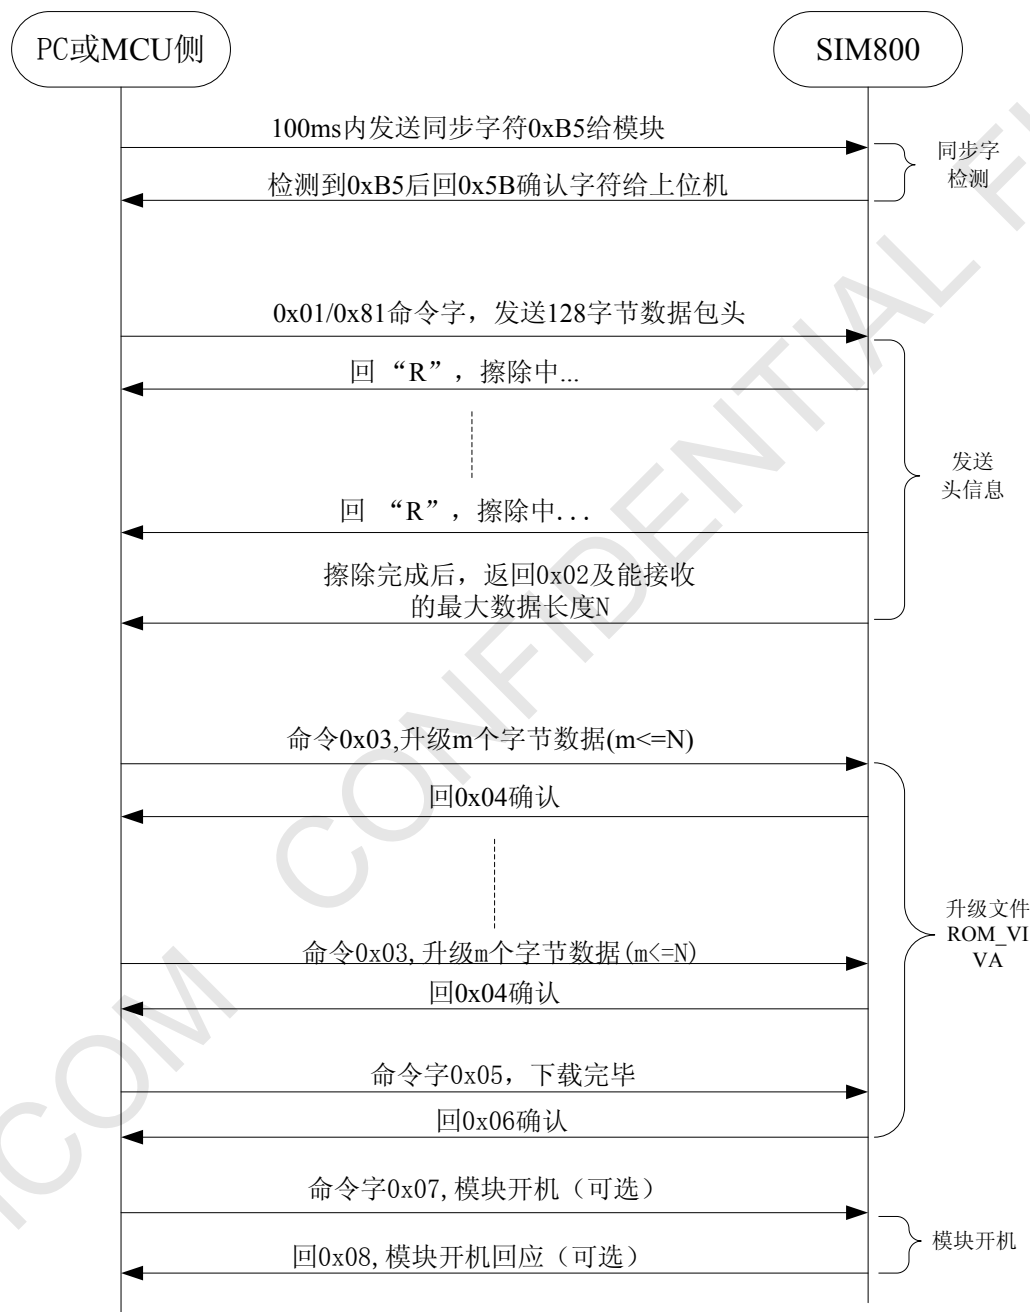 PC或MCU侧
SIM800
100ms内发送同步字符0xB5给模块
同步字
检测
检测到0xB5后回0x5B确认字符给上位机
0x01/0x81命令字，发送128字节数据包头
回 “R”，擦除中...
发送
头信息
回 “R”，擦除中...
擦除完成后，返回0x02及能接收
的最大数据长度N
命令0x03,升级m个字节数据(m<=N)
回0x04确认
升级文件
ROM_VI
VA
命令0x03,升级m个字节数据(m<=N)
回0x04确认
命令字0x05，下载完毕
回0x06确认
命令字0x07,模块开机（可选）
模块开机
回0x08,模块开机回应（可选）
COM CONFIDENTIAL F